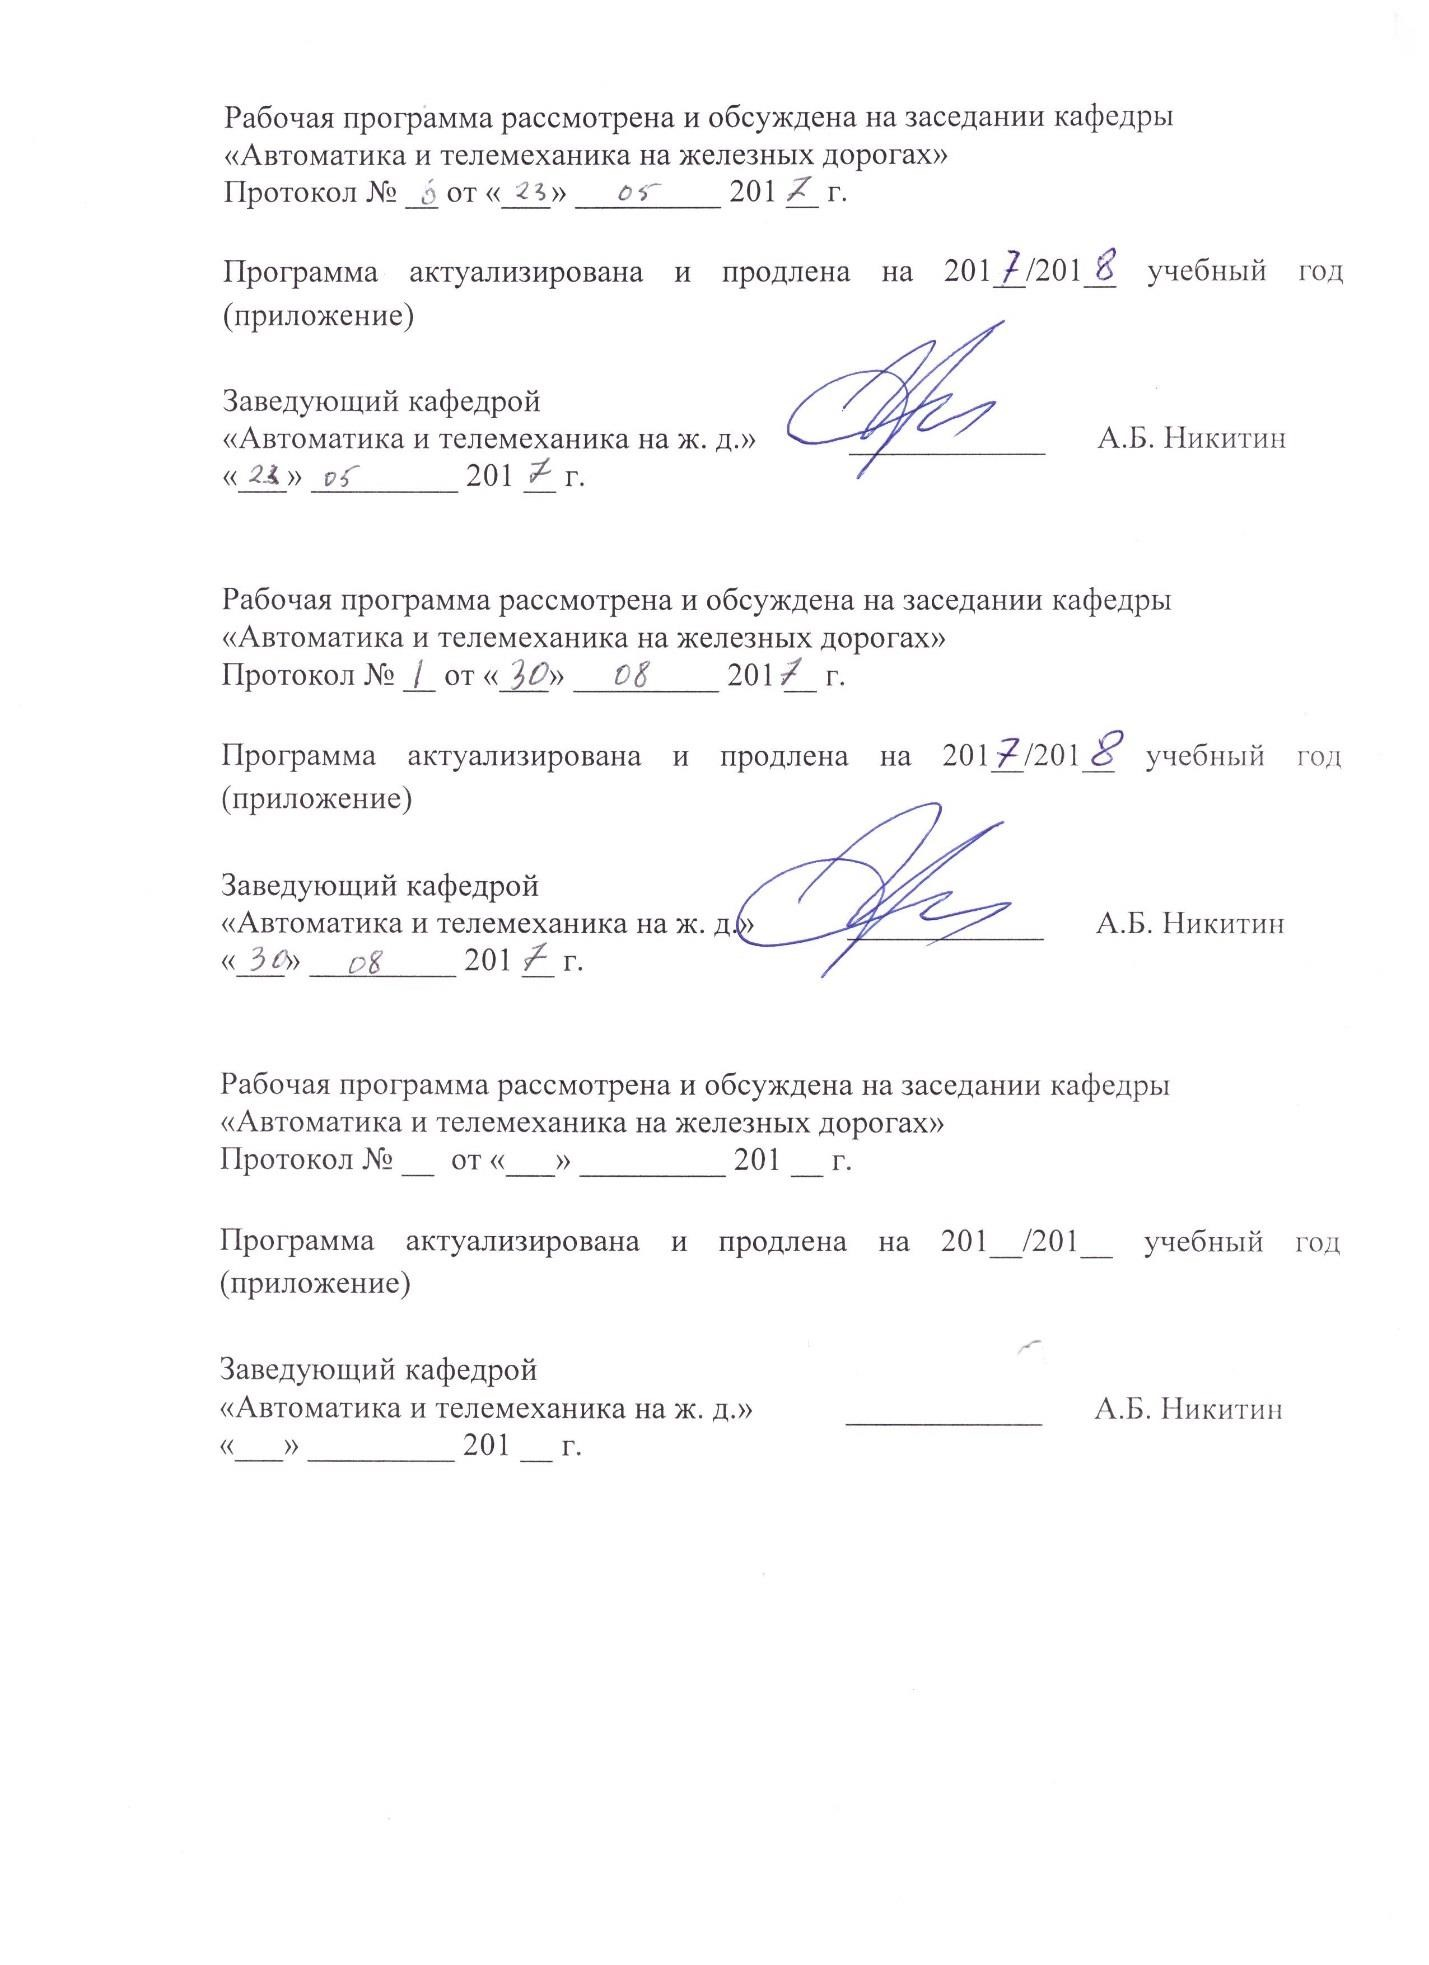 Рабочая программа рассмотрена и обсуждена на заседании кафедры
«Автоматика и телемеханика на железных дорогах»
Протокол № __ от «23» 05 2017 г.
Программа актуализирована и продлена на 2017/2018 учебный год
(приложение)
Заведующий кафедрой
«Автоматика и телемеханика на ж. д.» ____________ А.Б. Никитин
«23» 05 2017 г.
Рабочая программа рассмотрена и обсуждена на заседании кафедры
«Автоматика и телемеханика на железных дорогах»
Протокол № 1 от «30» 08 2017 г.
Программа актуализирована и продлена на 2017/2018 учебный год
(приложение)
Заведующий кафедрой
«Автоматика и телемеханика на ж. д.» ____________ А.Б. Никитин
«30» 08 2017 г.
Рабочая программа рассмотрена и обсуждена на заседании кафедры
«Автоматика и телемеханика на железных дорогах»
Протокол № __ от «___» _________ 201 __ г.
Программа актуализирована и продлена на 201__/201__ учебный год
(приложение)
Заведующий кафедрой
«Автоматика и телемеханика на ж. д.» ____________ А.Б. Никитин
«___» _________ 201 __ г.